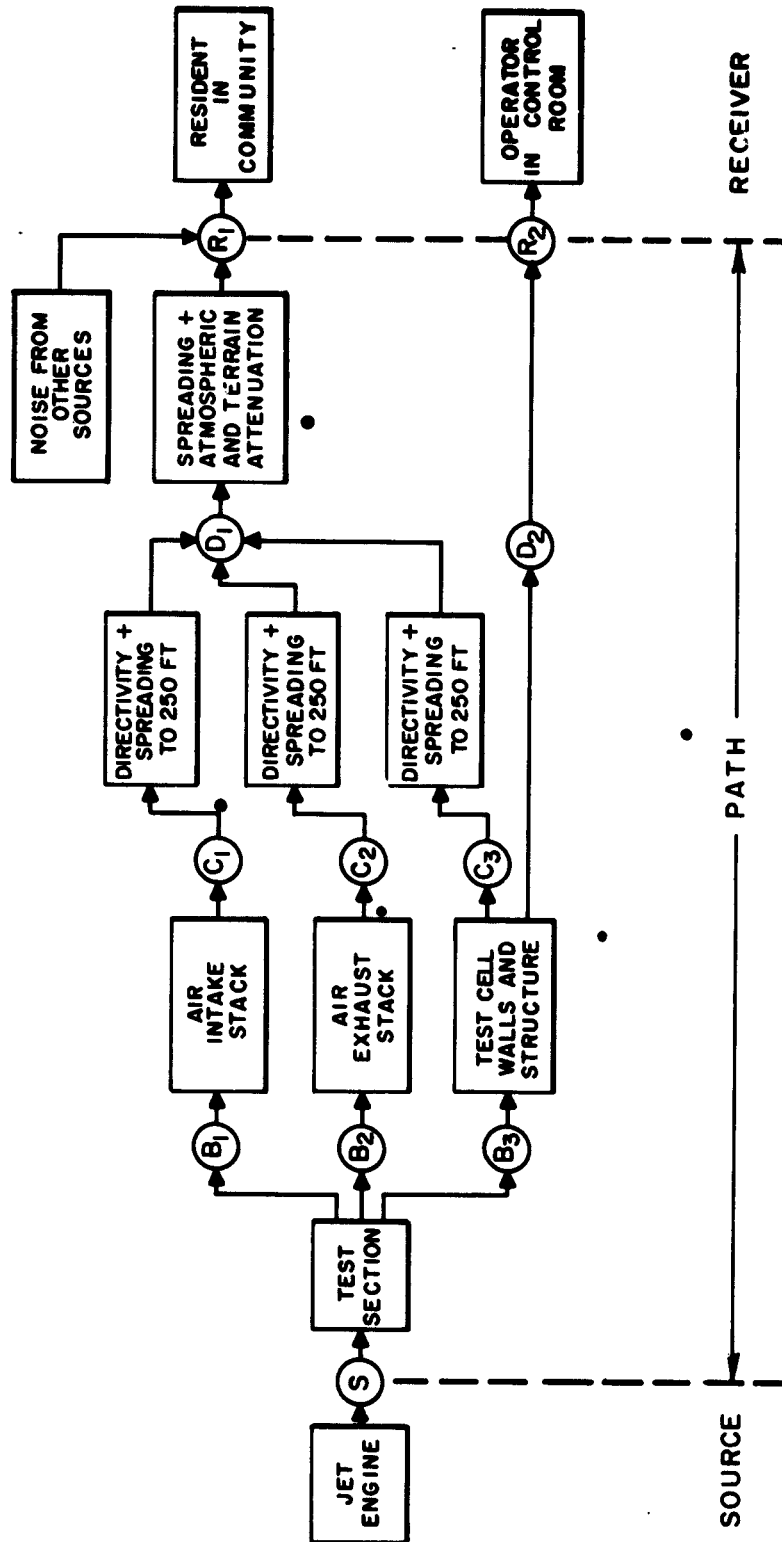 JET
ENGINE
S
TEST
SECTION
B1
B2
B3
AIR
INTAKE
STACK
AIR
EXHAUST
STACK
TEST CELL
WALLS AND
STRUCTURE
C1
C2
C3
DIRECTIVITY +
SPREADING
TO 250 FT
DIRECTIVITY +
SPREADING
TO 250 FT
DIRECTIVITY +
SPREADING
TO 250 FT
D1
D2
NOISE FROM
OTHER
SOURCES
SPREADING +
ATMOSPHERIC
AND TERRAIN
ATTENUATION
R1
R2
RESIDENT
IN
COMMUNITY
OPERATOR
IN CONTROL
ROOM
SOURCE
PATH
RECEIVER